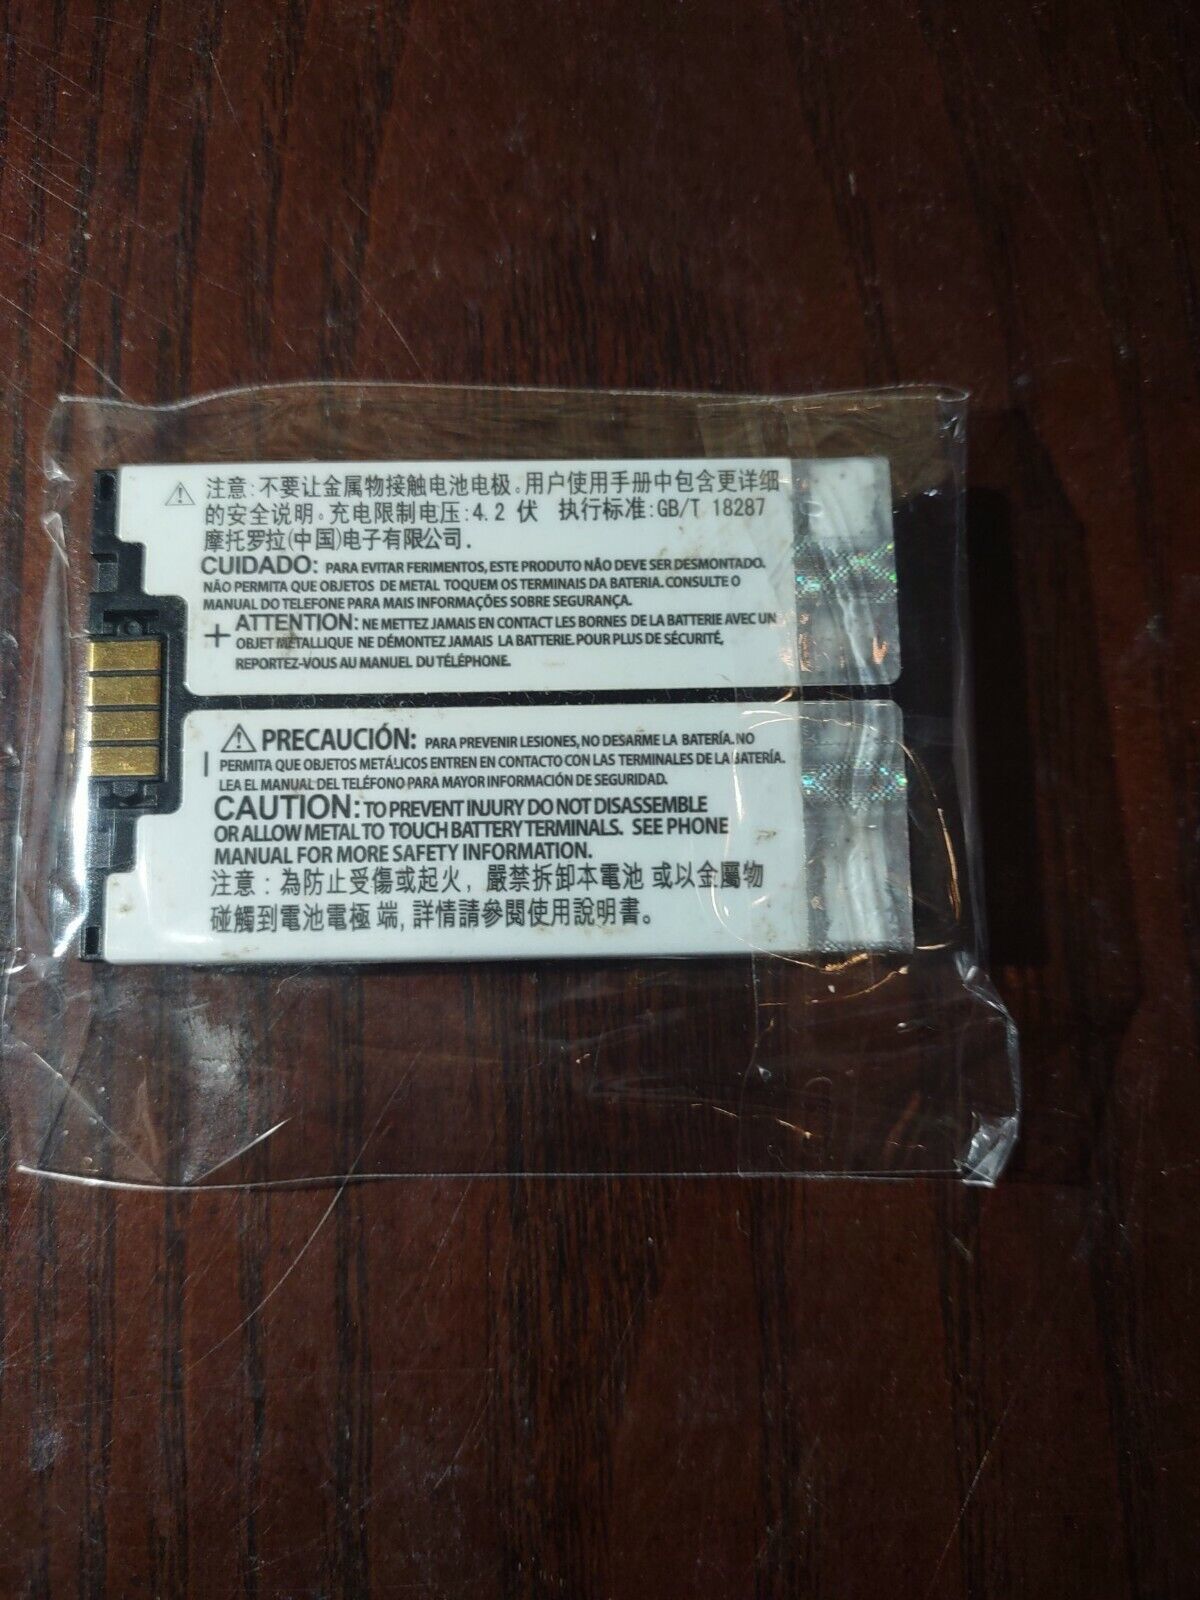 注意:不要让金属物接触电池电极。用户使用手册中包含更详细
的安全说明。充电限制电压:4.2 伏 执行标准:GB/T 18287
摩托罗拉(中国)电子有限公司.
CUIDADO: PARA EVITAR FERIMENTOS, ESTE PRODUTO NÃO DEVE SER DESMONTADO.
NÃO PERMITA QUE OBJETOS DE METAL TOQUEM OS TERMINAIS DA BATERIA. CONSULTE O
MANUAL DO TELEFONE PARA MAIS INFORMAÇÕES SOBRE SEGURANÇA.
+ ATTENTION: NE METTEZ JAMAIS EN CONTACT LES BORNES DE LA BATTERIE AVEC UN
OBJET METALLIQUE NE DÉMONTEZ JAMAIS LA BATTERIE. POUR PLUS DE SÉCURITÉ,
REPORTEZ-VOUS AU MANUEL DU TÉLÉPHONE.
PRECAUCIÓN: PARA PREVENIR LESIONES, NO DESARME LA BATERÍA. NO
PERMITA QUE OBJETOS METÁLICOS ENTREN EN CONTACTO CON LAS TERMINALES DE LA BATERÍA.
LEA EL MANUAL DEL TELÉFONO PARA MAYOR INFORMACIÓN DE SEGURIDAD.
CAUTION: TO PREVENT INJURY DO NOT DISASSEMBLE
OR ALLOW METAL TO TOUCH BATTERY TERMINALS. SEE PHONE
MANUAL FOR MORE SAFETY INFORMATION.
注意:為防止受傷或起火, 嚴禁拆卸本電池 或以金屬物
碰觸到電池電極 端, 詳情請參閱使用說明書。